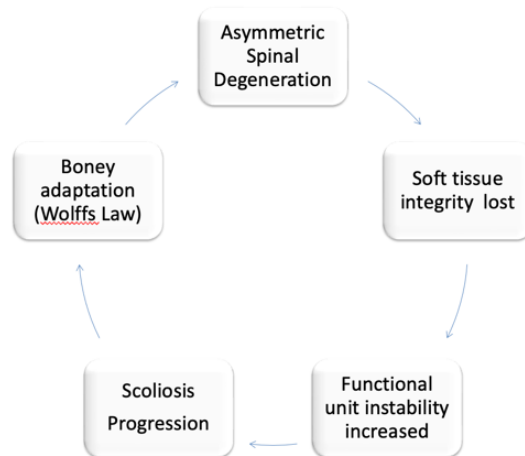 Asymmetric
Spinal
Degeneration
Soft tissue
integrity lost
Functional
unit instability
increased
Scoliosis
Progression
Boney
adaptation
(Wolffs Law)